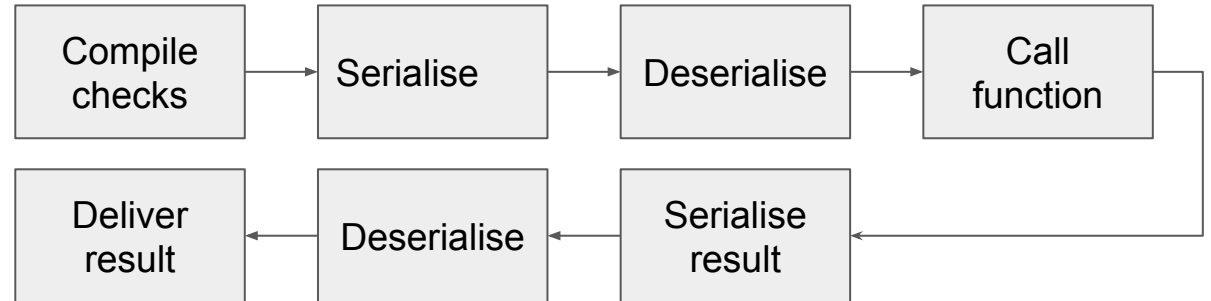 Compile
checks
Serialise
Deserialise
Call
function
Serialise
result
Deserialise
Deliver
result